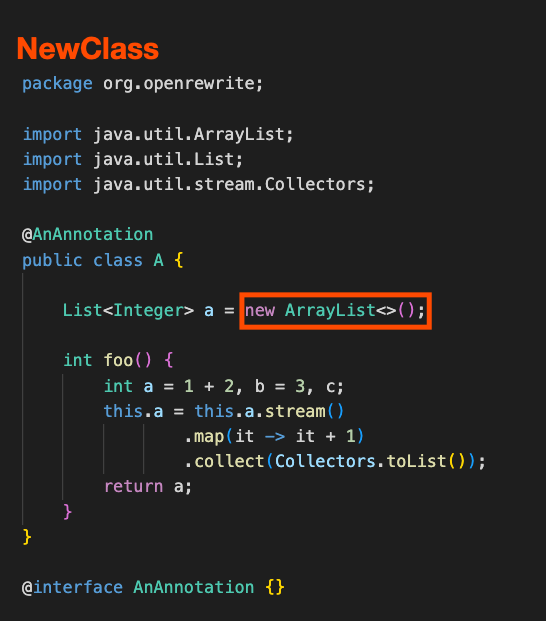 NewClass
package org.openrewrite;
import java.util.ArrayList;
import java.util.List;
import java.util.stream.Collectors;
@AnAnnotation
public class A {
List<Integer> a = new ArrayList<>();
int foo() {
int a = 1 + 2, b = 3, c;
this.a = this.a.stream()
.map(it -> it + 1)
.collect(Collectors.toList());
return a;
}
}
@interface AnAnnotation {}